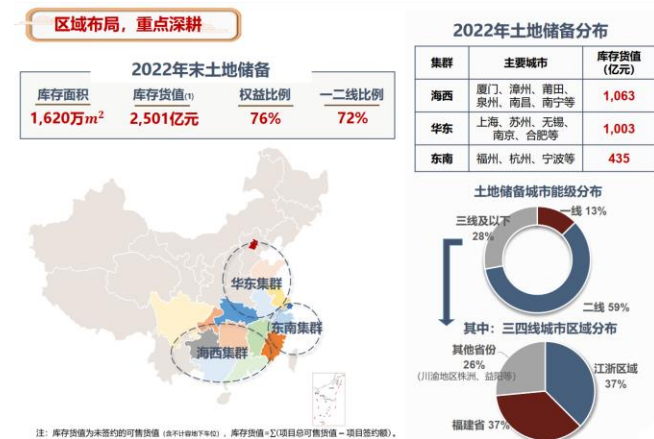 区域布局，重点深耕
2022年末土地储备
库存面积 库存货值(1) 权益比例 一二线比例
1,620万m² 2,501亿元 76% 72%
华东集群
东南集群
海西集群
2022年土地储备分布
集群 主要城市 库存货值
(亿元)
海西 厦门、漳州、莆田、
泉州、南昌、南宁等 1,063
华东 上海、苏州、无锡、
南京、合肥等 1,003
东南 福州、杭州、宁波等 435
土地储备城市能级分布
一线 13%
三线及以下
28%
二线 59%
其中：三四线城市区域分布
其他省份
26%
(川渝地区株洲、益阳等)
江浙区域
37%
福建省 37%
注：库存货值为未签约的可售货值（含不计容地下车位），库存货值=∑(项目总可售货值－项目签约额)。